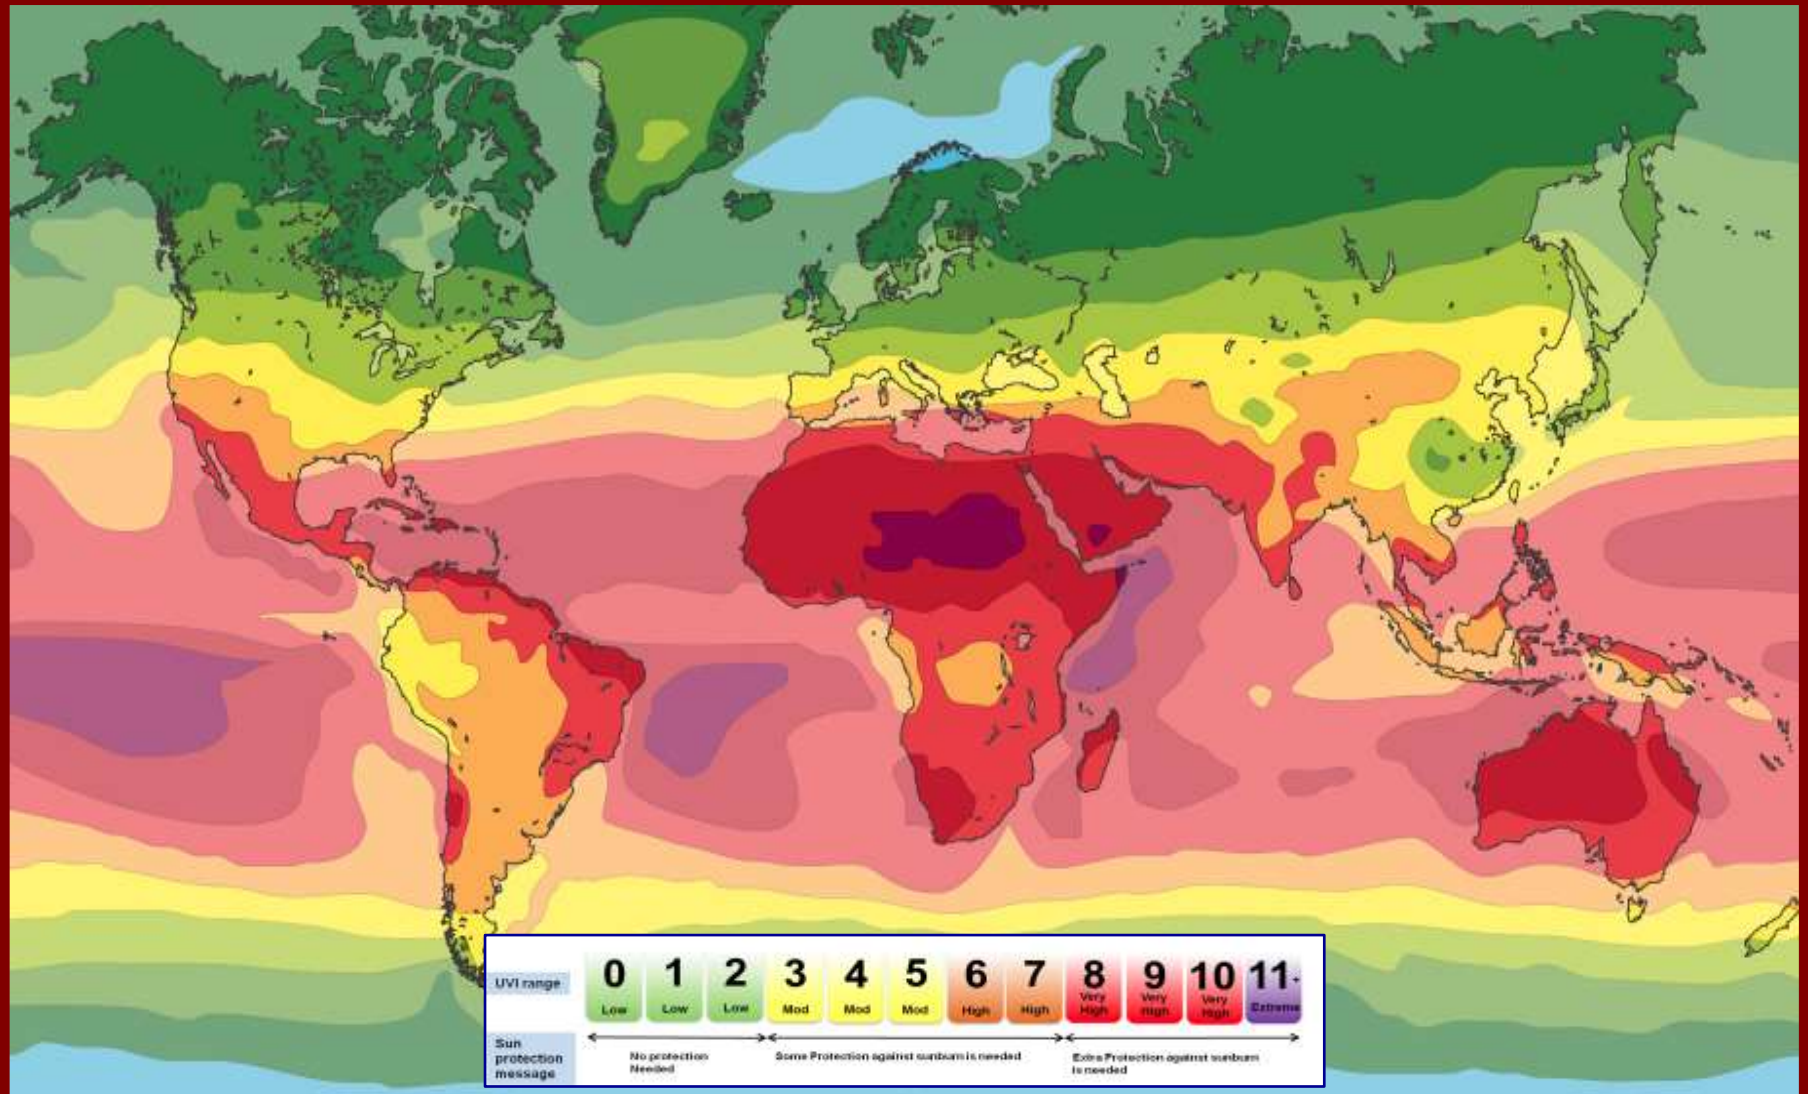 UVI range
0 1 2 3 4 5 6 7 8 9 10 11+
Low Low Low Mod Mod Mod High High Very High Very High Very High Extreme
Sun protection message
No protection Needed
Some Protection against sunburn is needed
Extra Protection against sunburn is needed